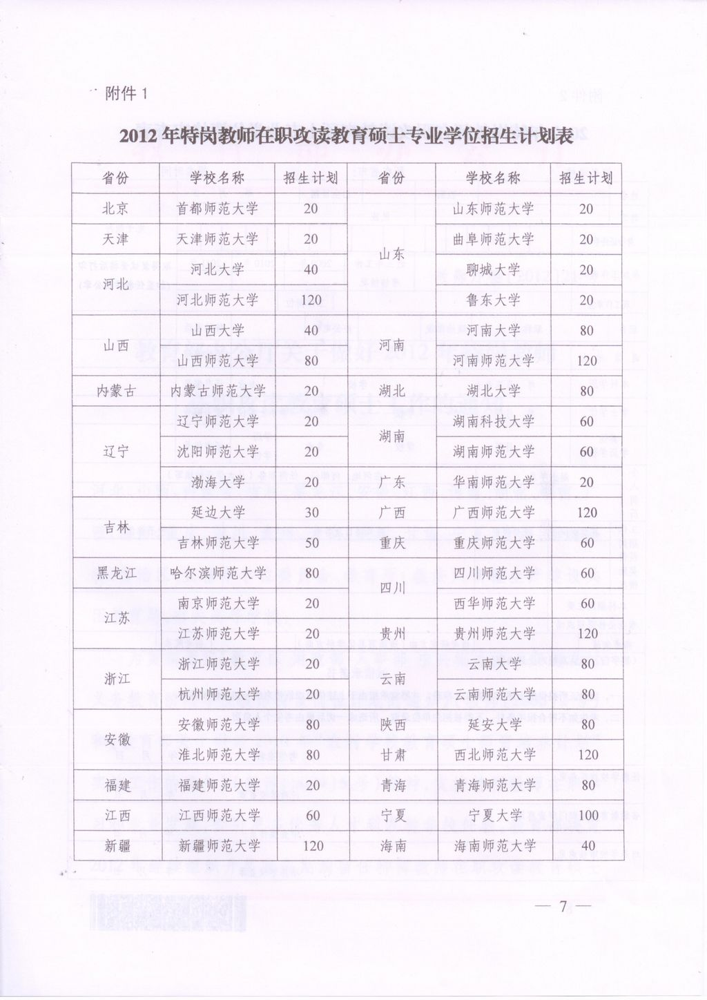 附件 1
2012 年特岗教师在职攻读教育硕士专业学位招生计划表
省份 学校名称 招生计划 省份 学校名称 招生计划
北京 首都师范大学 20 山东 山东师范大学 20
天津 天津师范大学 20 曲阜师范大学 20
河北 河北大学 40 聊城大学 20
河北师范大学 120 鲁东大学 20
山西 山西大学 40 河南 河南大学 80
山西师范大学 80 河南师范大学 120
内蒙古 内蒙古师范大学 20 湖北 湖北大学 80
辽宁 辽宁师范大学 20 湖南 湖南科技大学 60
沈阳师范大学 20 湖南师范大学 60
渤海大学 20 广东 华南师范大学 20
吉林 延边大学 30 广西 广西师范大学 120
吉林师范大学 50 重庆 重庆师范大学 60
黑龙江 哈尔滨师范大学 80 四川 四川师范大学 60
江苏 南京师范大学 20 西华师范大学 60
江苏师范大学 20 贵州 贵州师范大学 120
浙江 浙江师范大学 20 云南 云南大学 80
杭州师范大学 20 云南师范大学 80
安徽 安徽师范大学 80 陕西 延安大学 80
淮北师范大学 80 甘肃 西北师范大学 120
福建 福建师范大学 20 青海 青海师范大学 80
江西 江西师范大学 60 宁夏 宁夏大学 100
新疆 新疆师范大学 120 海南 海南师范大学 40
— 7 —